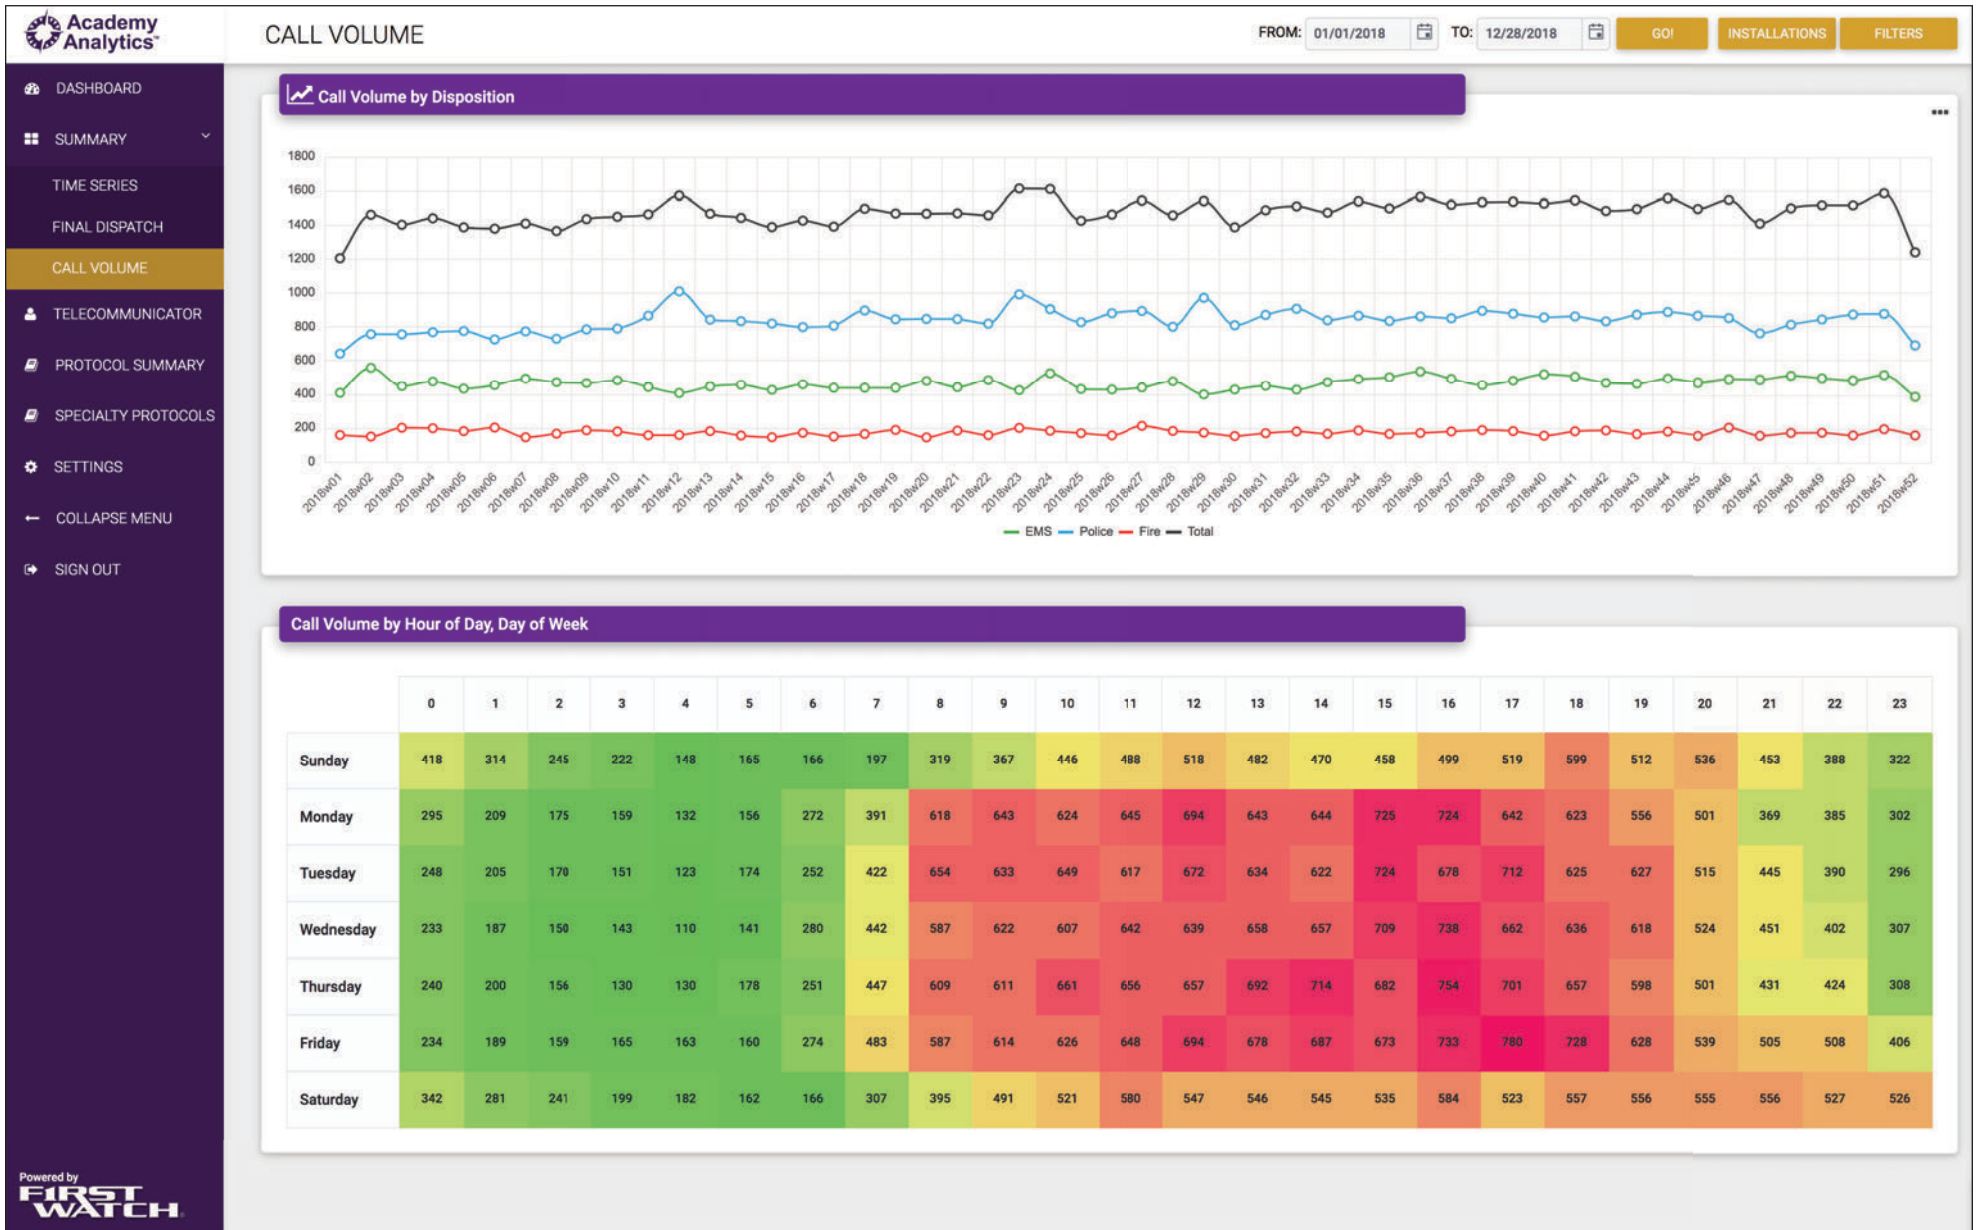 Academy
Analytics™
CALL VOLUME
FROM: 01/01/2018 TO: 12/28/2018 GO! INSTALLATIONS FILTERS
DASHBOARD
SUMMARY
TIME SERIES
FINAL DISPATCH
CALL VOLUME
TELECOMMUNICATOR
PROTOCOL SUMMARY
SPECIALTY PROTOCOLS
SETTINGS
COLLAPSE MENU
SIGN OUT
Powered by
FIRST
WATCH®
Call Volume by Disposition
1800
1600
1400
1200
1000
800
600
400
200
0
2018w01 2018w02 2018w03 2018w04 2018w05 2018w06 2018w07 2018w08 2018w09 2018w10 2018w11 2018w12 2018w13 2018w14 2018w15 2018w16 2018w17 2018w18 2018w19 2018w20 2018w21 2018w22 2018w23 2018w24 2018w25 2018w26 2018w27 2018w28 2018w29 2018w30 2018w31 2018w32 2018w33 2018w34 2018w35 2018w36 2018w37 2018w38 2018w39 2018w40 2018w41 2018w42 2018w43 2018w44 2018w45 2018w46 2018w47 2018w48 2018w49 2018w50 2018w51 2018w52
EMS Police Fire Total
Call Volume by Hour of Day, Day of Week
0 1 2 3 4 5 6 7 8 9 10 11 12 13 14 15 16 17 18 19 20 21 22 23
Sunday 418 314 245 222 148 165 166 197 319 367 446 488 518 482 470 458 499 519 599 512 536 453 388 322
Monday 295 209 175 159 132 156 272 391 618 643 624 645 694 643 644 725 724 642 623 556 501 369 385 302
Tuesday 248 205 170 151 123 174 252 422 654 633 649 617 672 634 622 724 678 712 625 627 515 445 390 296
Wednesday 233 187 150 143 110 141 280 442 587 622 607 642 639 658 657 709 738 662 636 618 524 451 402 307
Thursday 240 200 156 130 130 178 251 447 609 611 661 656 657 692 714 682 754 701 657 598 501 431 424 308
Friday 234 189 159 165 163 160 274 483 587 614 626 648 694 678 687 673 733 780 728 628 539 505 508 406
Saturday 342 281 241 199 182 162 166 307 395 491 521 580 547 546 545 535 584 523 557 556 555 556 527 526